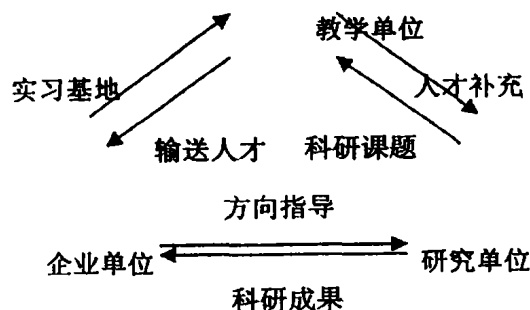 教学单位
实习基地
人才补充
输送人才
科研课题
方向指导
企业单位
研究单位
科研成果